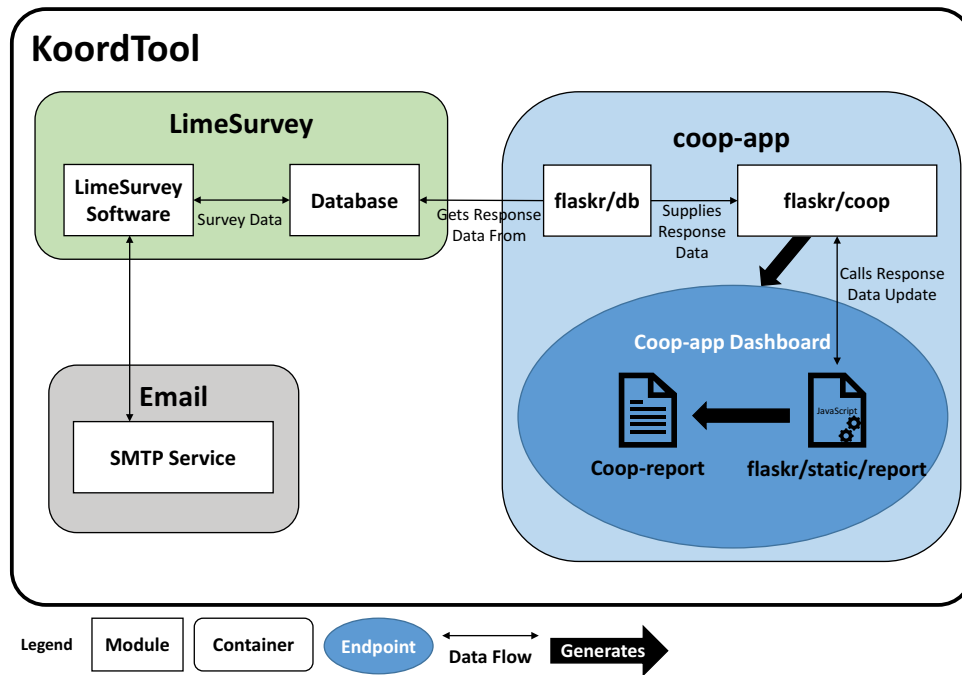 KoordTool
LimeSurvey
LimeSurvey
Software
Survey Data
Database
Gets Response
Data From
coop-app
flaskr/db
Supplies
Response
Data
flaskr/coop
Calls Response
Data Update
Coop-app Dashboard
JavaScript
Coop-report
flaskr/static/report
Email
SMTP Service
Legend
Module
Container
Endpoint
Data Flow
Generates